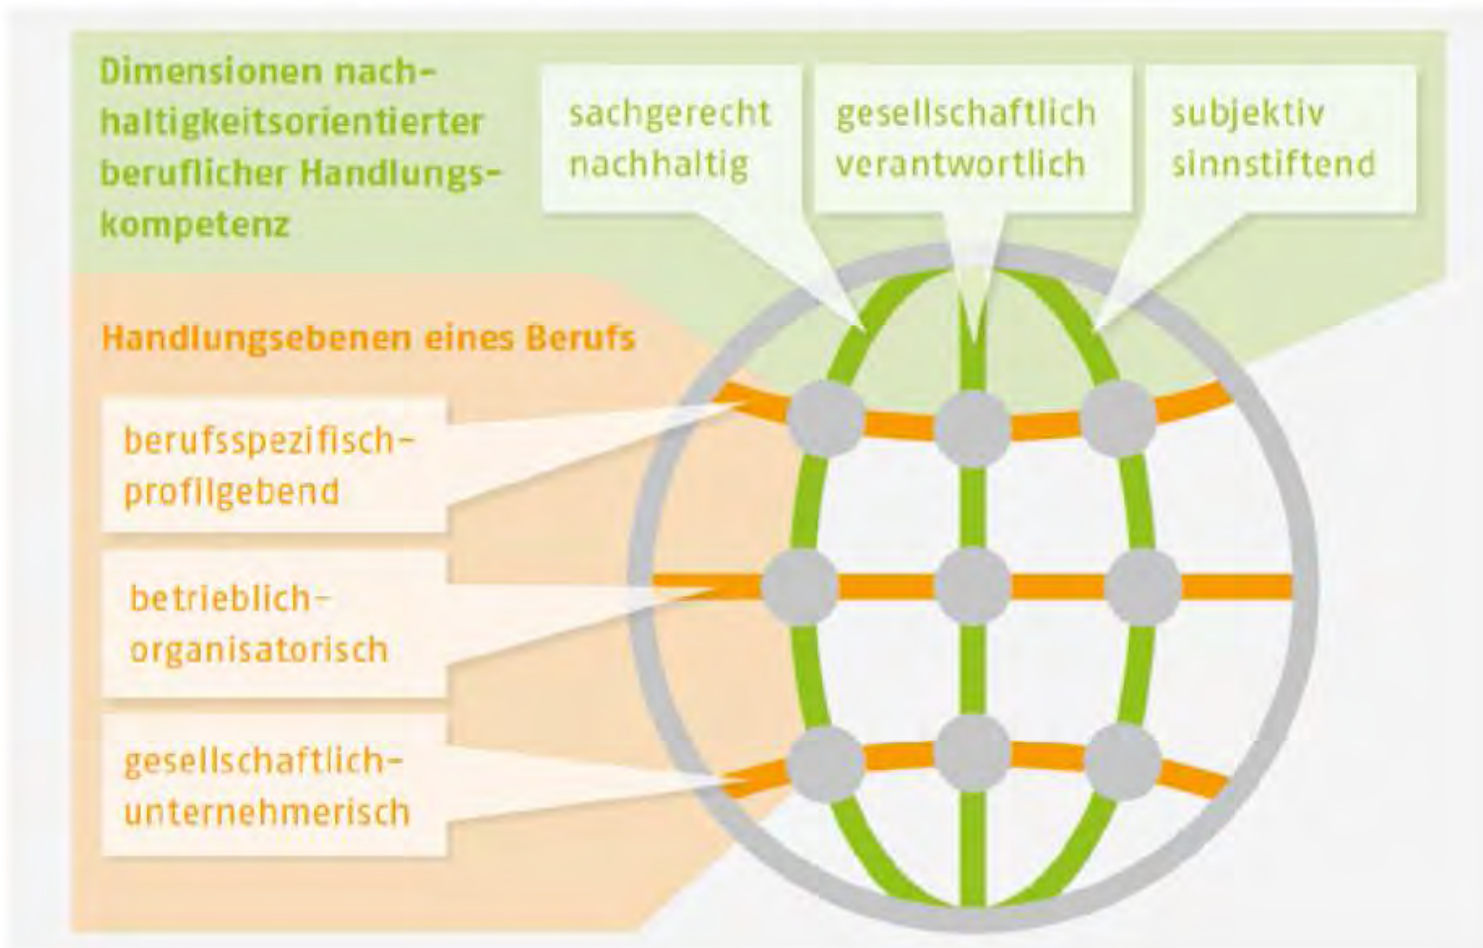 Dimensionen nach-
haltigkeitsorientierter
beruflicher Handlungs-
kompetenz
sachgerecht
nachhaltig
gesellschaftlich
verantwortlich
subjektiv
sinnstiftend
Handlungsebenen eines Berufs
berufsspezifisch-
profilgebend
betrieblich-
organisatorisch
gesellschaftlich-
unternehmerisch